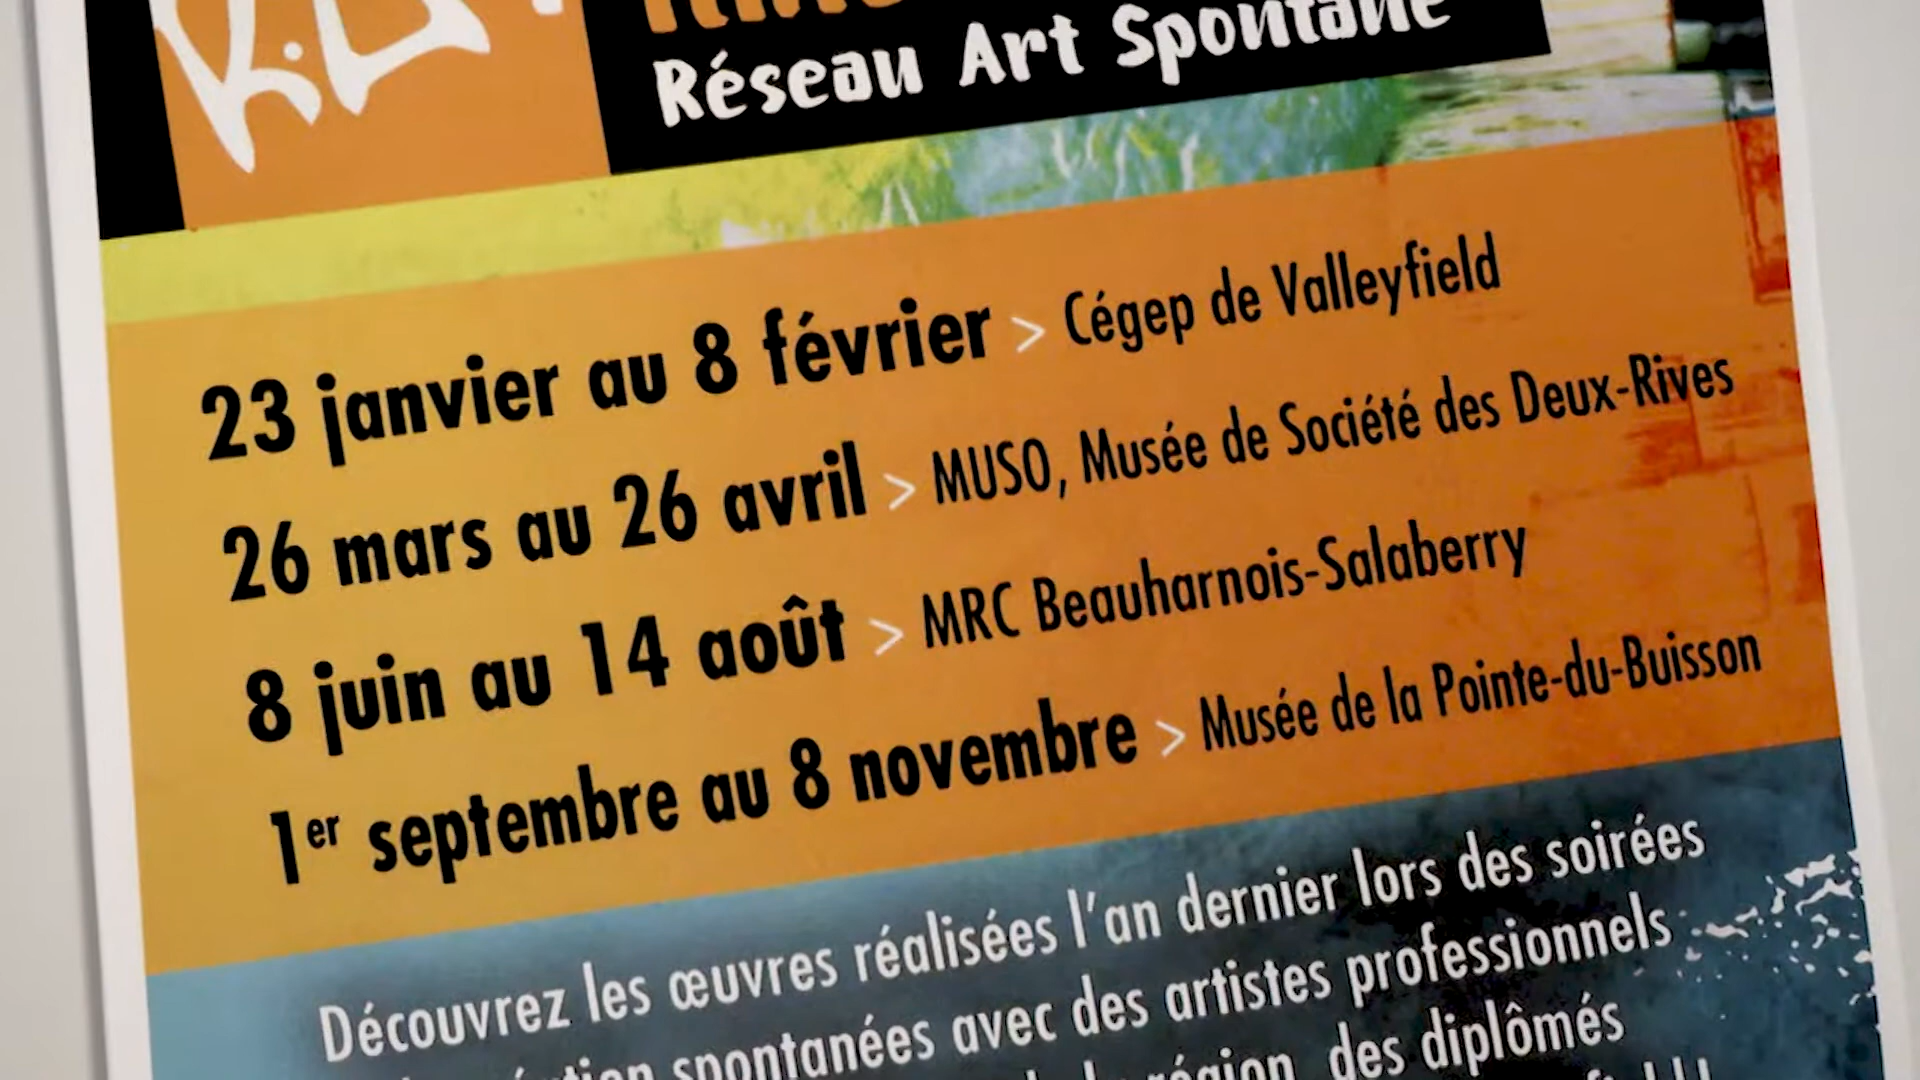 Réseau Art Spontané
23 janvier au 8 février > Cégep de Valleyfield
26 mars au 26 avril > MUSO, Musée de Société des Deux-Rives
8 juin au 14 août > MRC Beauharnois-Salaberry
1er septembre au 8 novembre > Musée de la Pointe-du-Buisson
Découvrez les œuvres réalisées l'an dernier lors des soirées
spontanées avec des artistes professionnels
région, des diplômés